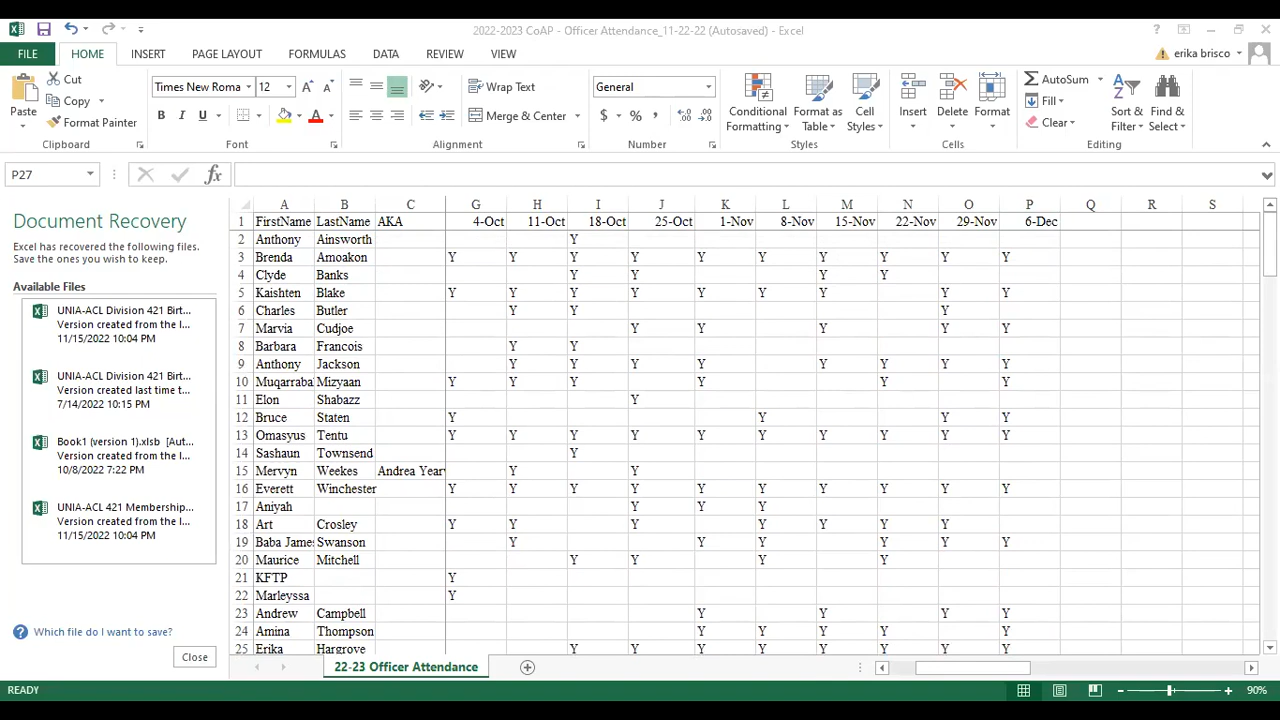 2022-2023 CoAP - Officer Attendance_11-22-22 (Autosaved) - Excel
FILE HOME INSERT PAGE LAYOUT FORMULAS DATA REVIEW VIEW erika brisco
Paste Cut Copy Format Painter
Times New Roma 12
B I U A
Wrap Text
Merge & Center
General
$ % ,
Conditional Formatting
Format as Table
Cell Styles
Insert Delete Format
AutoSum Fill Clear
Sort & Filter
Find & Select
Clipboard Font Alignment Number Styles Cells Editing
P27 fx
Document Recovery
Excel has recovered the following files.
Save the ones you wish to keep.
Available Files
UNIA-ACL Division 421 Birt...
Version created from the l...
11/15/2022 10:04 PM
UNIA-ACL Division 421 Birt...
Version created last time t...
7/14/2022 10:15 PM
Book1 (version 1).xlsb [Aut...
Version created from the l...
10/8/2022 7:22 PM
UNIA-ACL 421 Membership...
Version created from the l...
11/15/2022 10:04 PM
Which file do I want to save?
Close
A B C G H I J K L M N O P Q R S
1 FirstName LastName AKA 4-Oct 11-Oct 18-Oct 25-Oct 1-Nov 8-Nov 15-Nov 22-Nov 29-Nov 6-Dec
2 Anthony Ainsworth Y
3 Brenda Amoakon Y Y Y Y Y Y Y Y Y Y
4 Clyde Banks Y Y Y Y
5 Kaishten Blake Y Y Y Y Y Y Y Y Y
6 Charles Butler Y Y Y
7 Marvia Cudjoe Y Y Y Y Y
8 Barbara Francois Y Y
9 Anthony Jackson Y Y Y Y Y Y Y Y
10 Muqarraba Mizyaan Y Y Y Y Y Y
11 Elon Shabazz Y
12 Bruce Staten Y Y Y Y
13 Omasyus Tentu Y Y Y Y Y Y Y Y Y Y
14 Sashaun Townsend Y
15 Mervyn Weekes Andrea Year Y Y
16 Everett Winchester Y Y Y Y Y Y Y Y Y Y
17 Aniyah Y Y Y
18 Art Crosley Y Y Y Y Y Y Y
19 Baba James Swanson Y Y Y Y Y Y
20 Maurice Mitchell Y Y Y Y
21 KFTP Y
22 Marleyssa Y
23 Andrew Campbell Y Y Y Y
24 Amina Thompson Y Y Y Y Y
25 Erika Hargrove Y Y Y Y Y Y Y Y
22-23 Officer Attendance
READY 90%